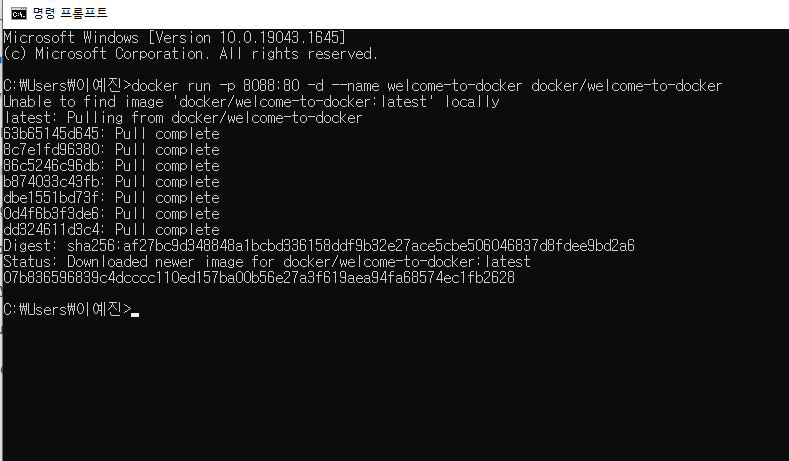 명령 프롬프트
Microsoft Windows [Version 10.0.19043.1645]
(c) Microsoft Corporation. All rights reserved.
C:₩Users₩이예진>docker run -p 8088:80 -d --name welcome-to-docker docker/welcome-to-docker
Unable to find image 'docker/welcome-to-docker:latest' locally
latest: Pulling from docker/welcome-to-docker
63b65145d645: Pull complete
8c7e1fd96380: Pull complete
86c5246c96db: Pull complete
b874033c43fb: Pull complete
dbe1551bd73f: Pull complete
0d4f6b3f3de6: Pull complete
dd324611d3c4: Pull complete
Digest: sha256:af27bc9d348848a1bcbd336158ddf9b32e27ace5cbe506046837d8fdee9bd2a6
Status: Downloaded newer image for docker/welcome-to-docker:latest
07b836596839c4dcccc110ed157ba00b56e27a3f619aea94fa68574ec1fb2628
C:₩Users₩이예진>